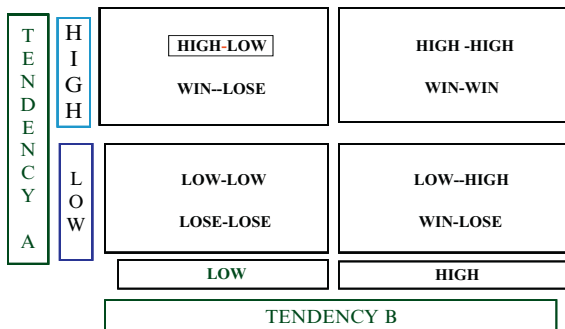 TENDENCY A
HIGH
HIGH-LOW
WIN--LOSE
HIGH -HIGH
WIN-WIN
LOW
LOW-LOW
LOSE-LOSE
LOW--HIGH
WIN-LOSE
LOW
HIGH
TENDENCY B